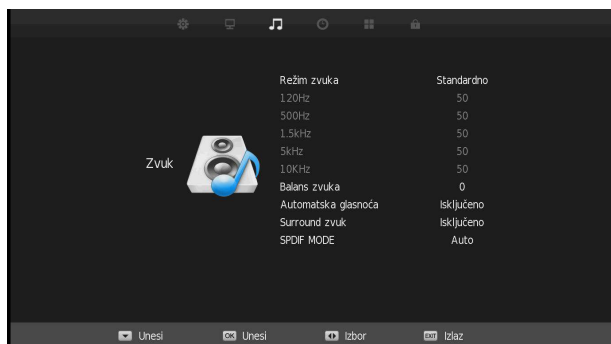 Režim zvuka Standardno
120Hz 50
500Hz 50
1.5kHz 50
5kHz 50
10KHz 50
Zvuk
Balans zvuka 0
Automatska glasnoća Isključeno
Surround zvuk Isključeno
SPDIF MODE Auto
Unesi OK Unesi Izbor EXIT Izlaz